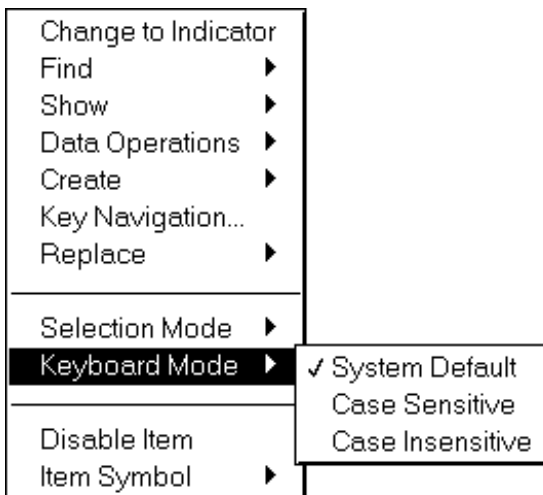 Change to Indicator
Find
Show
Data Operations
Create
Key Navigation...
Replace
Selection Mode
Keyboard Mode
✓ System Default
Case Sensitive
Case Insensitive
Disable Item
Item Symbol